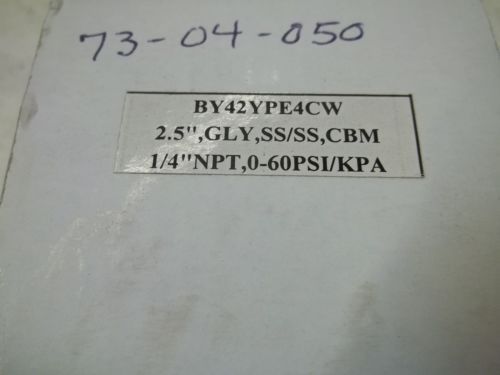 73-04-050
BY42YPE4CW
2.5",GLY,SS/SS,CBM
1/4"NPT,0-60PSI/KPA